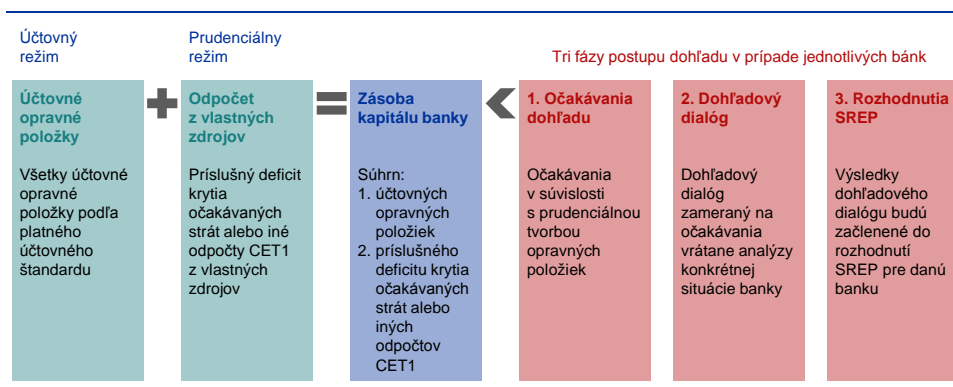 Účtovný
režim
Prudenciálny
režim
Tri fázy postupu dohľadu v prípade jednotlivých bánk
Účtovné
opravné
položky
Všetky účtovné
opravné
položky podľa
platného
účtovného
štandardu
Odpočet
z vlastných
zdrojov
Príslušný deficit
krytia
očakávaných
strát alebo iné
odpočty CET1
z vlastných
zdrojov
Zásoba
kapitálu banky
Súhrn:
1. účtovných
opravných
položiek
2. príslušného
deficitu krytia
očakávaných
strát alebo
iných
odpočtov
CET1
1. Očakávania
dohľadu
Očakávania
v súvislosti
s prudenciálnou
tvorbou
opravných
položiek
2. Dohľadový
dialóg
Dohľadový
dialóg
zameraný na
očakávania
vrátane analýzy
konkrétnej
situácie banky
3. Rozhodnutia
SREP
Výsledky
dohľadového
dialógu budú
začlenené do
rozhodnutí
SREP pre danú
banku